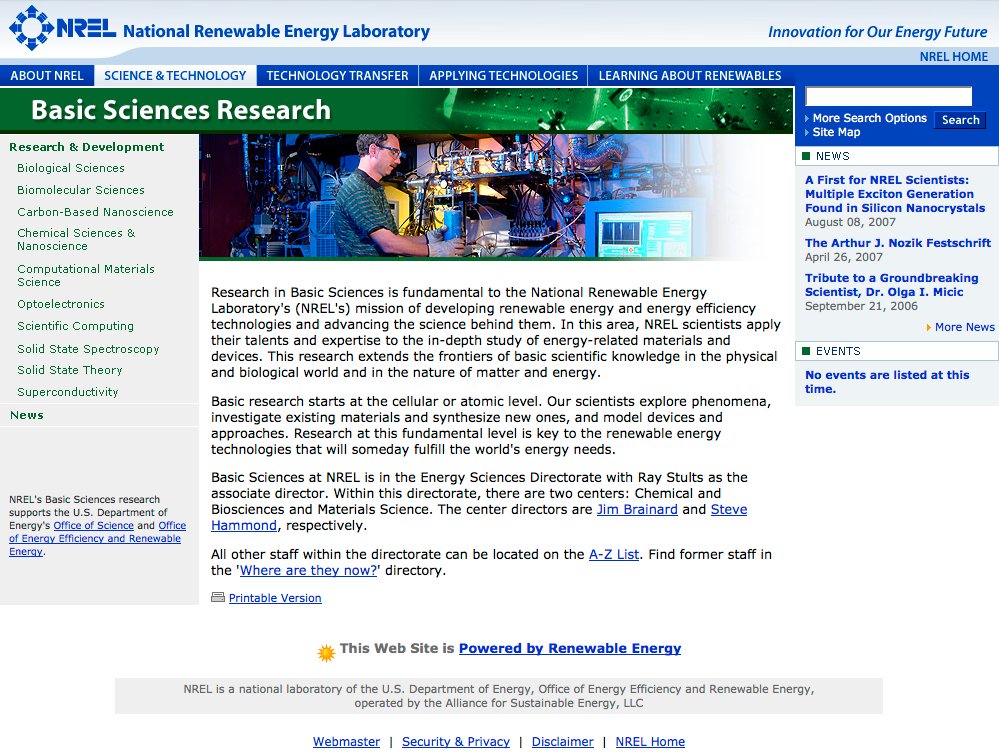 NREL National Renewable Energy Laboratory
Innovation for Our Energy Future
NREL HOME
ABOUT NREL SCIENCE & TECHNOLOGY TECHNOLOGY TRANSFER APPLYING TECHNOLOGIES LEARNING ABOUT RENEWABLES
Basic Sciences Research
More Search Options Search
Site Map
Research & Development
Biological Sciences
Biomolecular Sciences
Carbon-Based Nanoscience
Chemical Sciences &
Nanoscience
Computational Materials
Science
Optoelectronics
Scientific Computing
Solid State Spectroscopy
Solid State Theory
Superconductivity
News
NREL's Basic Sciences research
supports the U.S. Department of
Energy's Office of Science and Office
of Energy Efficiency and Renewable
Energy.
Research in Basic Sciences is fundamental to the National Renewable Energy
Laboratory's (NREL's) mission of developing renewable energy and energy efficiency
technologies and advancing the science behind them. In this area, NREL scientists apply
their talents and expertise to the in-depth study of energy-related materials and
devices. This research extends the frontiers of basic scientific knowledge in the physical
and biological world and in the nature of matter and energy.
Basic research starts at the cellular or atomic level. Our scientists explore phenomena,
investigate existing materials and synthesize new ones, and model devices and
approaches. Research at this fundamental level is key to the renewable energy
technologies that will someday fulfill the world's energy needs.
Basic Sciences at NREL is in the Energy Sciences Directorate with Ray Stults as the
associate director. Within this directorate, there are two centers: Chemical and
Biosciences and Materials Science. The center directors are Jim Brainard and Steve
Hammond, respectively.
All other staff within the directorate can be located on the A-Z List. Find former staff in
the 'Where are they now?' directory.
Printable Version
NEWS
A First for NREL Scientists:
Multiple Exciton Generation
Found in Silicon Nanocrystals
August 08, 2007
The Arthur J. Nozik Festschrift
April 26, 2007
Tribute to a Groundbreaking
Scientist, Dr. Olga I. Micic
September 21, 2006
More News
EVENTS
No events are listed at this
time.
This Web Site is Powered by Renewable Energy
NREL is a national laboratory of the U.S. Department of Energy, Office of Energy Efficiency and Renewable Energy,
operated by the Alliance for Sustainable Energy, LLC
Webmaster | Security & Privacy | Disclaimer | NREL Home